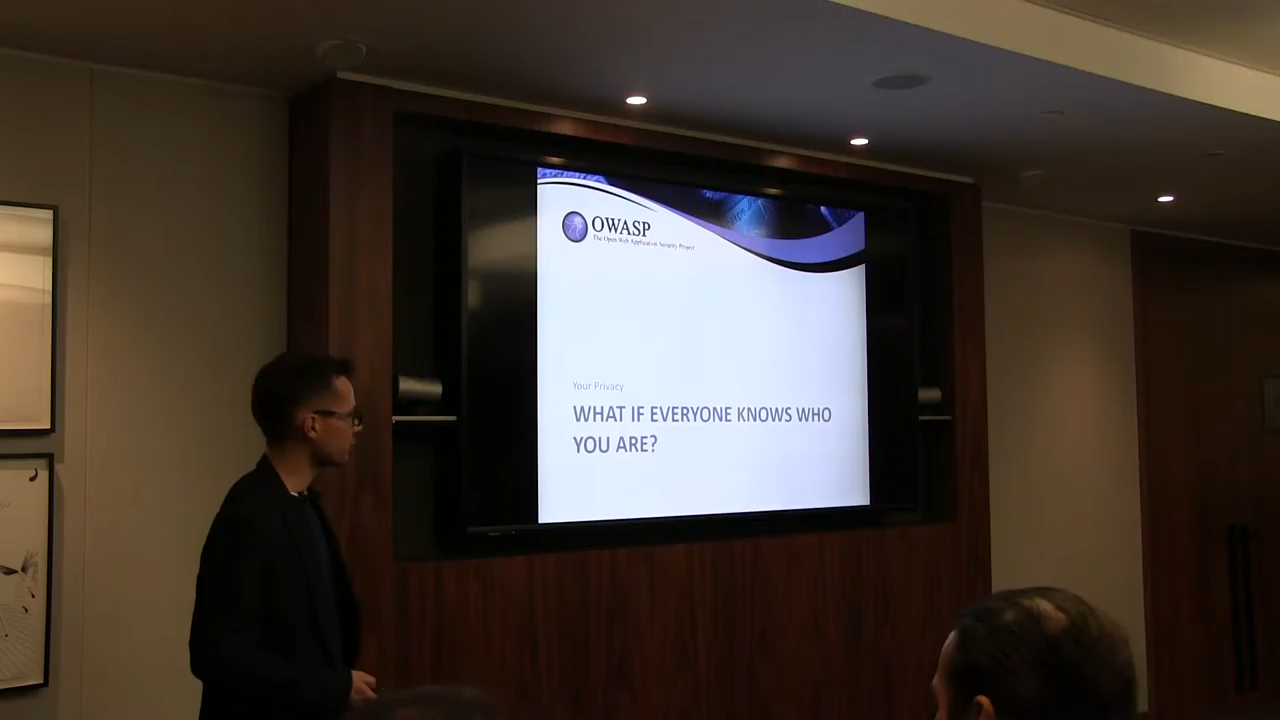 OWASP
The Open Web Application Security Project
Your Privacy
WHAT IF EVERYONE KNOWS WHO
YOU ARE?